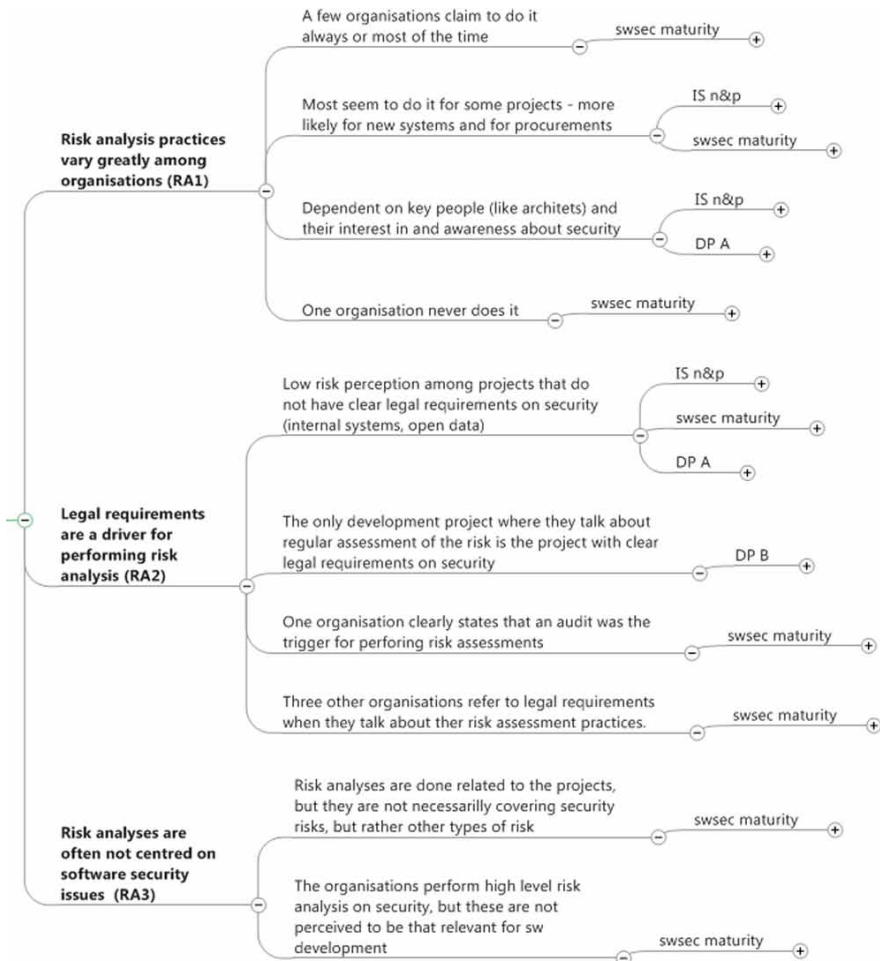 Risk analysis practices
vary greatly among
organisations (RA1)
A few organisations claim to do it
always or most of the time
swsec maturity
Most seem to do it for some projects - more
likely for new systems and for procurements
IS n&p
swsec maturity
Dependent on key people (like architets) and
their interest in and awareness about security
IS n&p
DP A
One organisation never does it
swsec maturity
Legal requirements
are a driver for
performing risk
analysis (RA2)
Low risk perception among projects that do
not have clear legal requirements on security
(internal systems, open data)
IS n&p
swsec maturity
DP A
The only development project where they talk about
regular assessment of the risk is the project with clear
legal requirements on security
DP B
One organisation clearly states that an audit was the
trigger for perforing risk assessments
swsec maturity
Three other organisations refer to legal requirements
when they talk about ther risk assessment practices.
swsec maturity
Risk analyses are
often not centred on
software security
issues (RA3)
Risk analyses are done related to the projects,
but they are not necessarilly covering security
risks, but rather other types of risk
swsec maturity
The organisations perform high level risk
analysis on security, but these are not
perceived to be that relevant for sw
development
swsec maturity